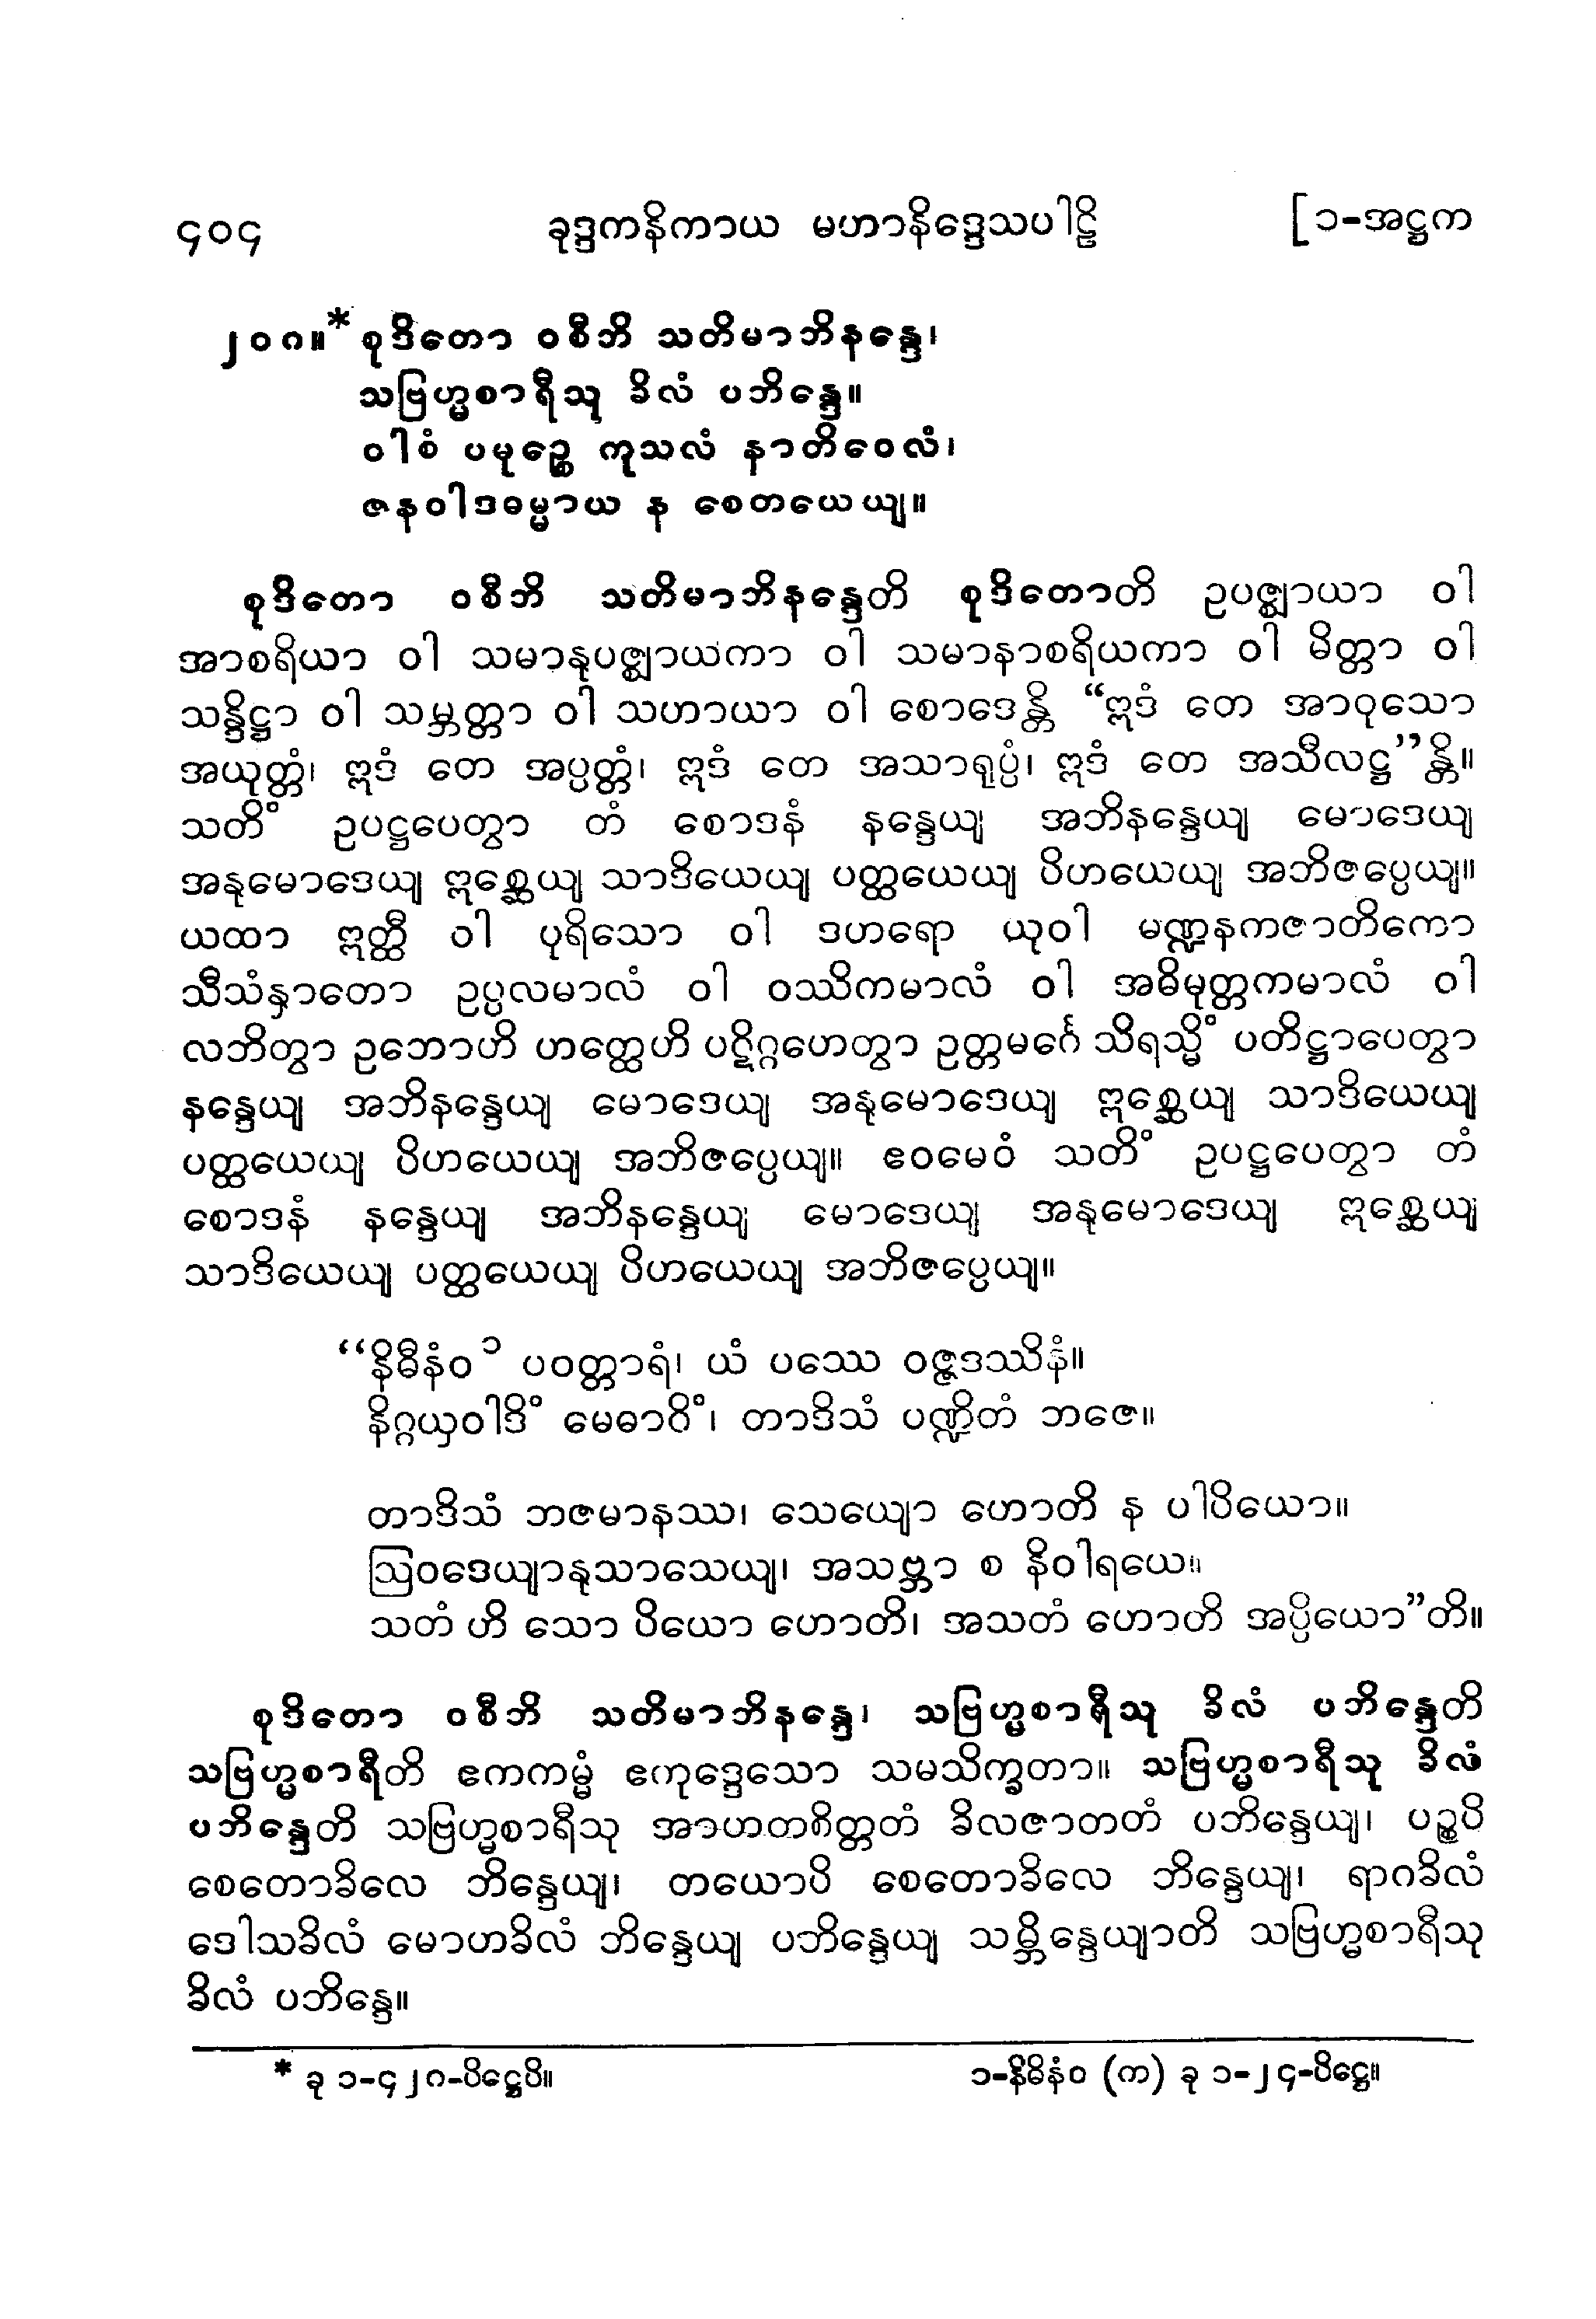 ၄၀၄ ခုဒ္ဒကနိကာယ မဟာနိဒ္ဒေသပါဠိ [၁-အဋ္ဌက
၂၀၈။* စုဒိတော ဝစီဘိ သတိမာဘိနန္ဒေ၊
သဗြဟ္မစာရီသု ခိလံ ပဘိန္ဒေ။
ဝါစံ ပမုဉ္စေ ကုသလံ နာတိဝေလံ၊
ဇနဝါဒဓမ္မာယ န စေတယေယျ။
စုဒိတော ဝစီဘိ သတိမာဘိနန္ဒေတိ စုဒိတောတိ ဥပဇ္ဈာယာ ဝါ
အာစရိယာ ဝါ သမာနုပဇ္ဈာယကာ ဝါ သမာနာစရိယကာ ဝါ မိတ္တာ ဝါ
သန္ဒိဋ္ဌာ ဝါ သမ္ဘတ္တာ ဝါ သဟာယာ ဝါ စောဒေန္တိ “ဣဒံ တေ အာဝုသော
အယုတ္တံ၊ ဣဒံ တေ အပ္ပတ္တံ၊ ဣဒံ တေ အသာရုပ္ပံ၊ ဣဒံ တေ အသီလဋ္ဌ”န္တိ။
သတိံ ဥပဋ္ဌပေတွာ တံ စောဒနံ နန္ဒေယျ အဘိနန္ဒေယျ မောဒေယျ
အနုမောဒေယျ ဣစ္ဆေယျ သာဒိယေယျ ပတ္ထယေယျ ပိဟယေယျ အဘိဇပ္ပေယျ။
ယထာ ဣတ္ထီ ဝါ ပုရိသော ဝါ ဒဟရော ယုဝါ မဏ္ဍနကဇာတိကော
သီသံနှာတော ဥပ္ပလမာလံ ဝါ ဝဿိကမာလံ ဝါ အဓိမုတ္တကမာလံ ဝါ
လဘိတွာ ဥဘောဟိ ဟတ္ထေဟိ ပဋိဂ္ဂဟေတွာ ဥတ္တမင်္ဂေ သိရသ္မိံ ပတိဋ္ဌာပေတွာ
နန္ဒေယျ အဘိနန္ဒေယျ မောဒေယျ အနုမောဒေယျ ဣစ္ဆေယျ သာဒိယေယျ
ပတ္ထယေယျ ပိဟယေယျ အဘိဇပ္ပေယျ။ ဧဝမေဝံ သတိံ ဥပဋ္ဌပေတွာ တံ
စောဒနံ နန္ဒေယျ အဘိနန္ဒေယျ မောဒေယျ အနုမောဒေယျ ဣစ္ဆေယျ
သာဒိယေယျ ပတ္ထယေယျ ပိဟယေယျ အဘိဇပ္ပေယျ။
“နိဓီနံဝ ၁ ပဝတ္တာရံ၊ ယံ ပဿေ ဝဇ္ဇဒဿိနံ။
နိဂ္ဂယှဝါဒိံ မေဓာဝိံ၊ တာဒိသံ ပဏ္ဍိတံ ဘဇေ။
တာဒိသံ ဘဇမာနဿ၊ သေယျော ဟောတိ န ပါပိယော။
ဩဝဒေယျာနုသာသေယျ၊ အသဗ္ဘာ စ နိဝါရယေ။
သတံ ဟိ သော ပိယော ဟောတိ၊ အသတံ ဟောတိ အပ္ပိယော”တိ။
စုဒိတော ဝစီဘိ သတိမာဘိနန္ဒေ၊ သဗြဟ္မစာရီသု ခိလံ ပဘိန္ဒေတိ
သဗြဟ္မစာရီတိ ဧကကမ္မံ ဧကုဒ္ဒေသော သမသိက္ခတာ။ သဗြဟ္မစာရီသု ခိလံ
ပဘိန္ဒေတိ သဗြဟ္မစာရီသု အာဟတစိတ္တတံ ခိလဇာတတံ ပဘိန္ဒေယျ၊ ပဉ္စပိ
စေတောခိလေ ဘိန္ဒေယျ၊ တယောပိ စေတောခိလေ ဘိန္ဒေယျ၊ ရာဂခိလံ
ဒေါသခိလံ မောဟခိလံ ဘိန္ဒေယျ ပဘိန္ဒေယျ သမ္ဘိန္ဒေယျာတိ သဗြဟ္မစာရီသု
ခိလံ ပဘိန္ဒေ။
* ခု ၁-၄၂၈-ပိဋ္ဌေပိ။ ၁-နိဓိနံဝ (က) ခု ၁-၂၄-ပိဋ္ဌေ။